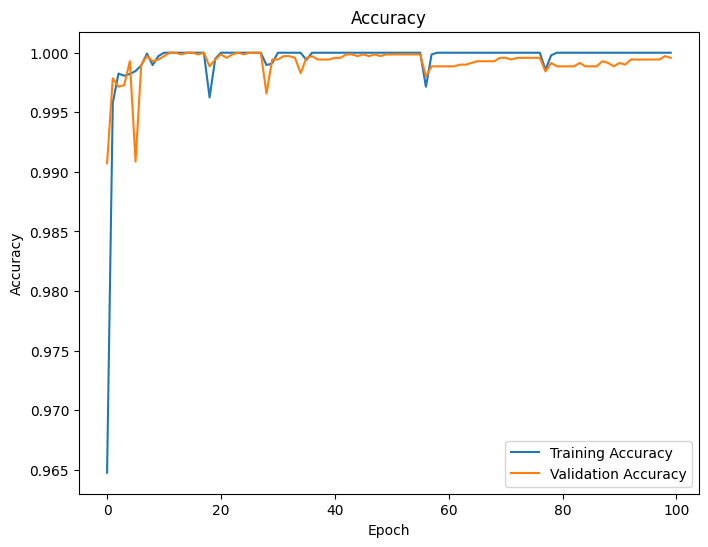 Accuracy
1.000
0.995
0.990
0.985
0.980
0.975
0.970
0.965
Accuracy
Training Accuracy
Validation Accuracy
0 20 40 60 80 100
Epoch